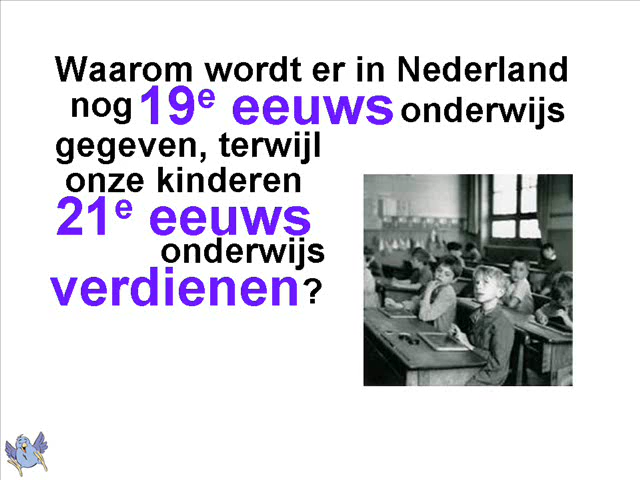 Waarom wordt er in Nederland
nog 19e eeuws onderwijs
gegeven, terwijl
onze kinderen
21e eeuws
onderwijs
verdienen?